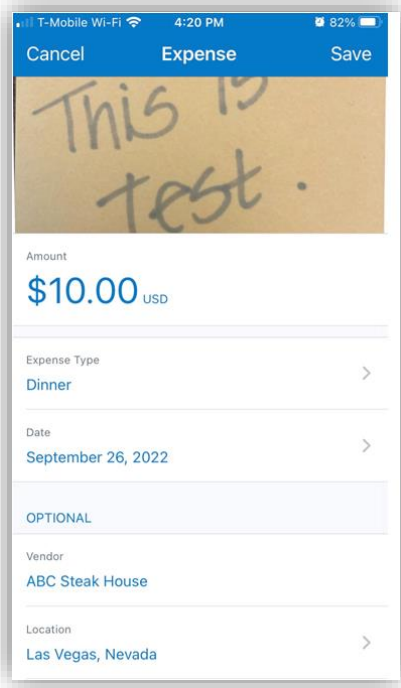 T-Mobile Wi-Fi 4:20 PM 82%
Cancel Expense Save
This is
test.
Amount
$10.00 USD
Expense Type
Dinner
Date
September 26, 2022
OPTIONAL
Vendor
ABC Steak House
Location
Las Vegas, Nevada